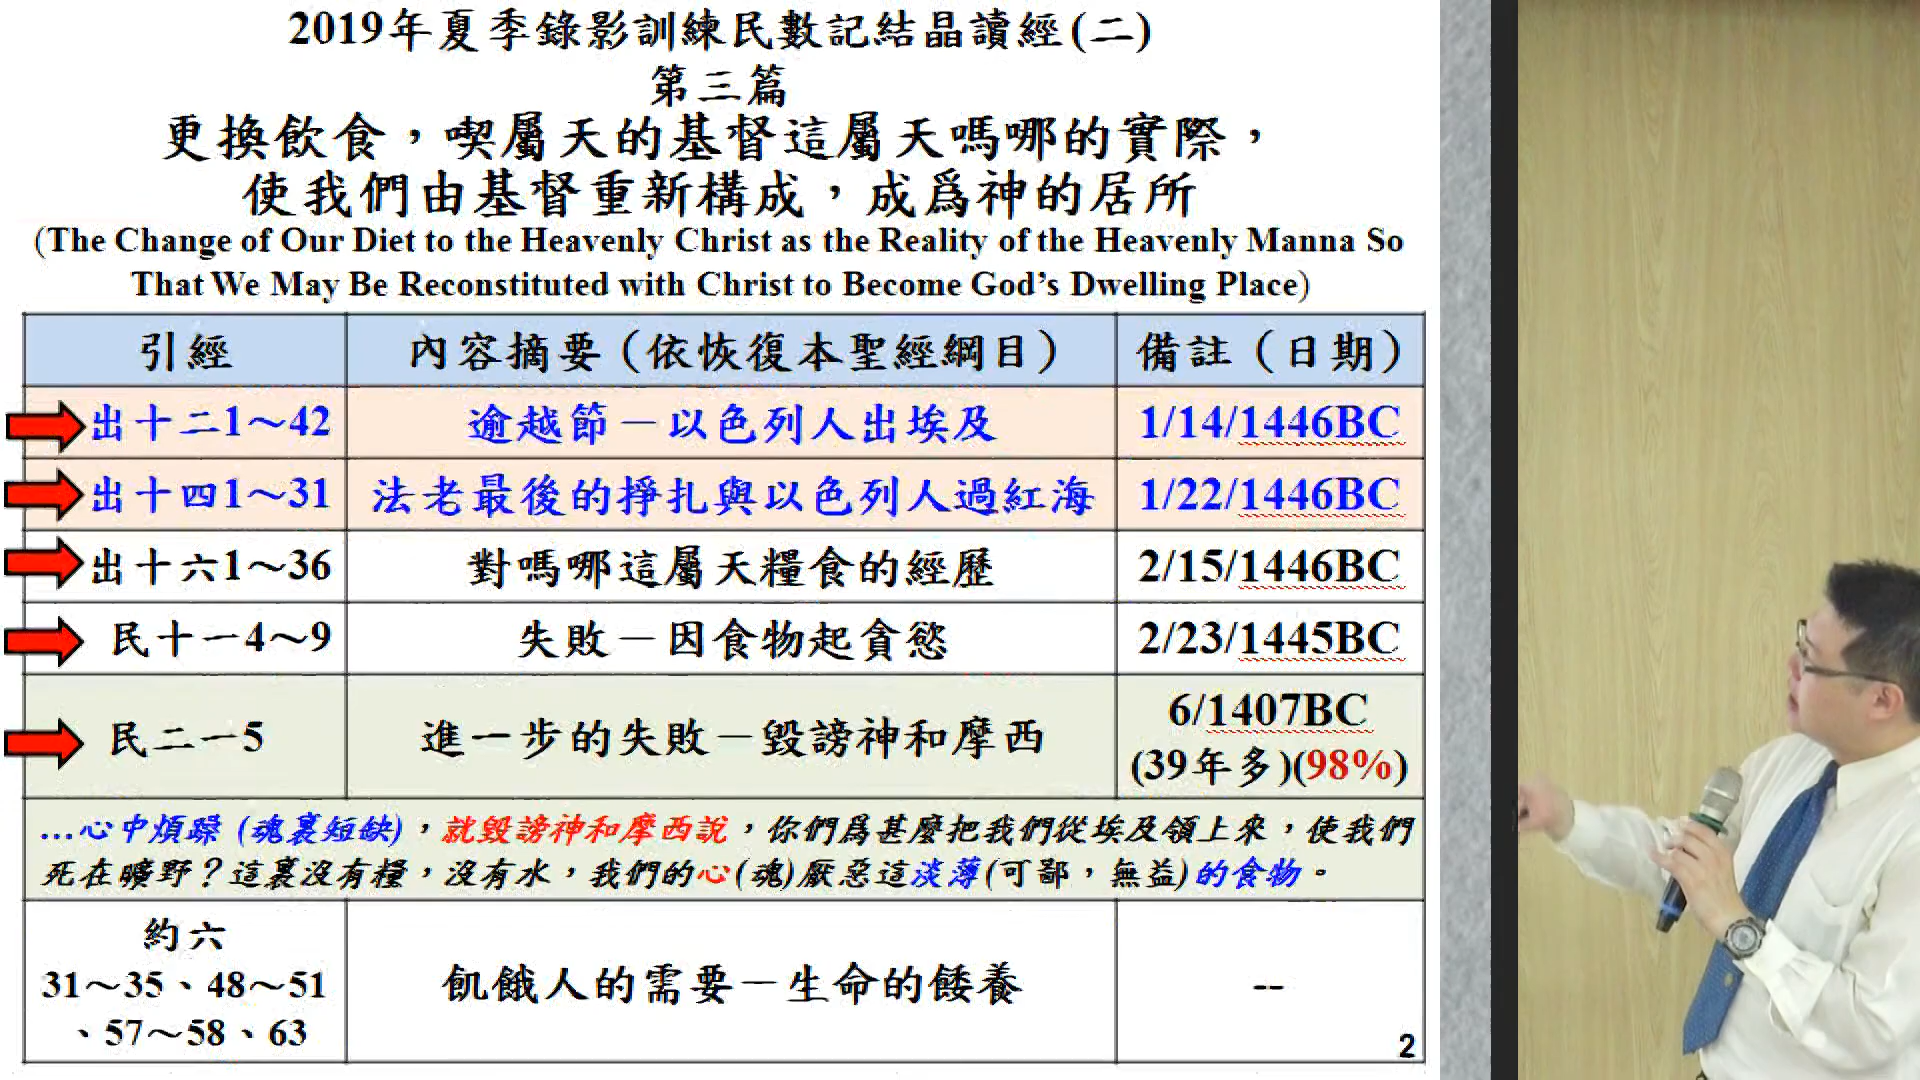 2019年夏季錄影訓練民數記結晶讀經(二)
第三篇
更換飲食，喫屬天的基督這屬天嗎哪的實際，
使我們由基督重新構成，成爲神的居所
(The Change of Our Diet to the Heavenly Christ as the Reality of the Heavenly Manna So
That We May Be Reconstituted with Christ to Become God's Dwelling Place)
引經 內容摘要（依恢復本聖經綱目） 備註（日期）
出十二1～42 逾越節－以色列人出埃及 1/14/1446BC
出十四1～31 法老最後的掙扎與以色列人過紅海 1/22/1446BC
出十六1～36 對嗎哪這屬天糧食的經歷 2/15/1446BC
民十一4～9 失敗－因食物起貪慾 2/23/1445BC
民二一5 進一步的失敗－毀謗神和摩西 6/1407BC
(39年多)(98%)
…心中煩躁 (魂裏短缺)，就毀謗神和摩西說，你們爲甚麼把我們從埃及領上來，使我們
死在曠野？這裏沒有糧，沒有水，我們的心(魂)厭惡這淡薄(可鄙，無益)的食物。
約六
31～35、48～51
、57～58、63
飢餓人的需要－生命的餧養 --
2